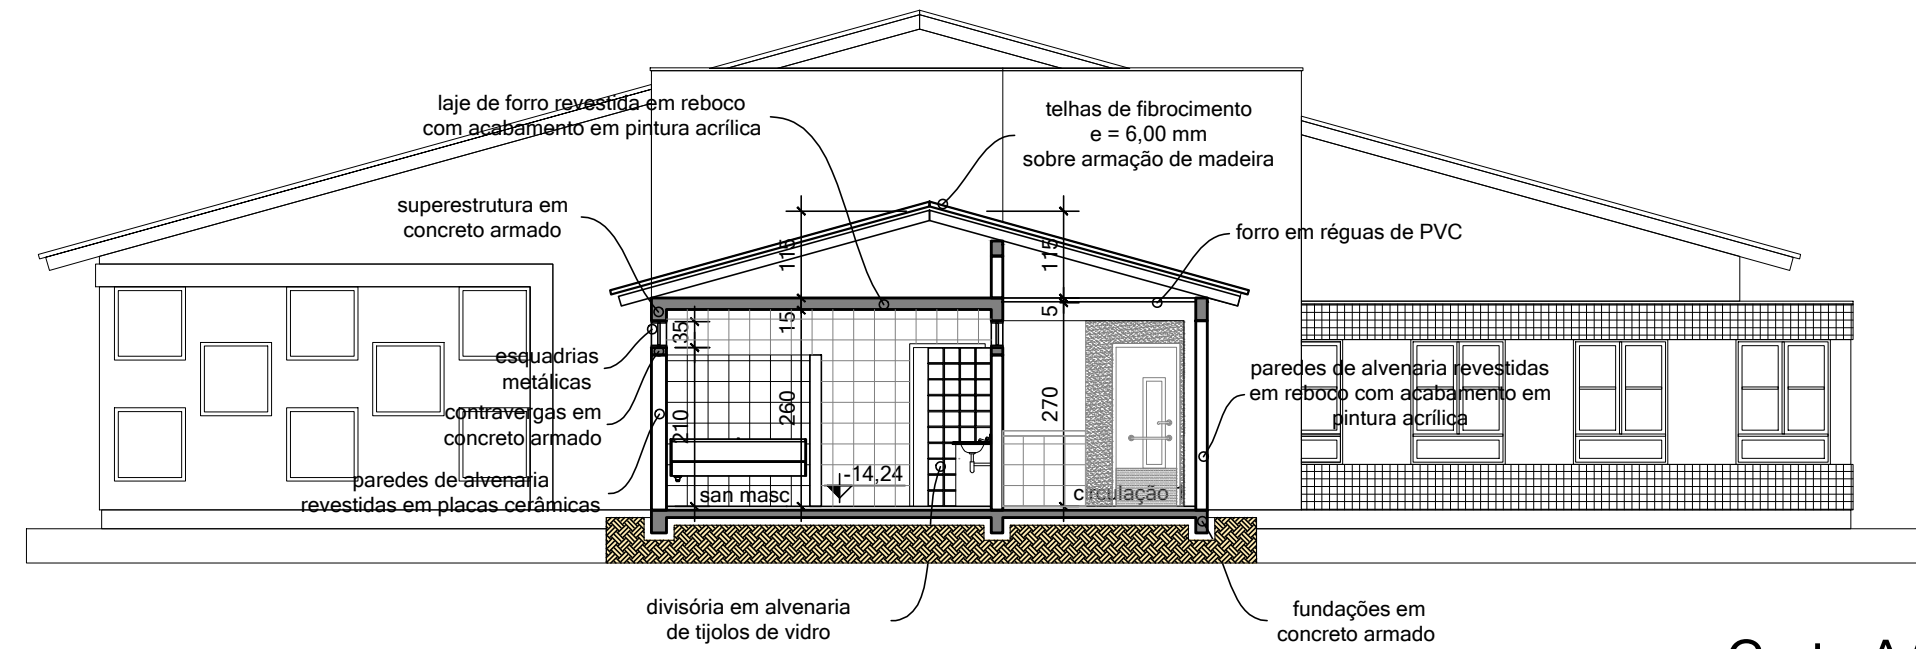 laje de forro revestida em reboco
com acabamento em pintura acrílica
telhas de fibrocimento
e = 6,00 mm
sobre armação de madeira
superestrutura em
concreto armado
forro em réguas de PVC
115
115
15
5
35
esquadrias
metálicas
contravergas em
concreto armado
210
260
270
paredes de alvenaria revestidas
em reboco com acabamento em
pintura acrílica
-14,24
paredes de alvenaria
revestidas em placas cerâmicas
san masc
circulação 1
divisória em alvenaria
de tijolos de vidro
fundações em
concreto armado